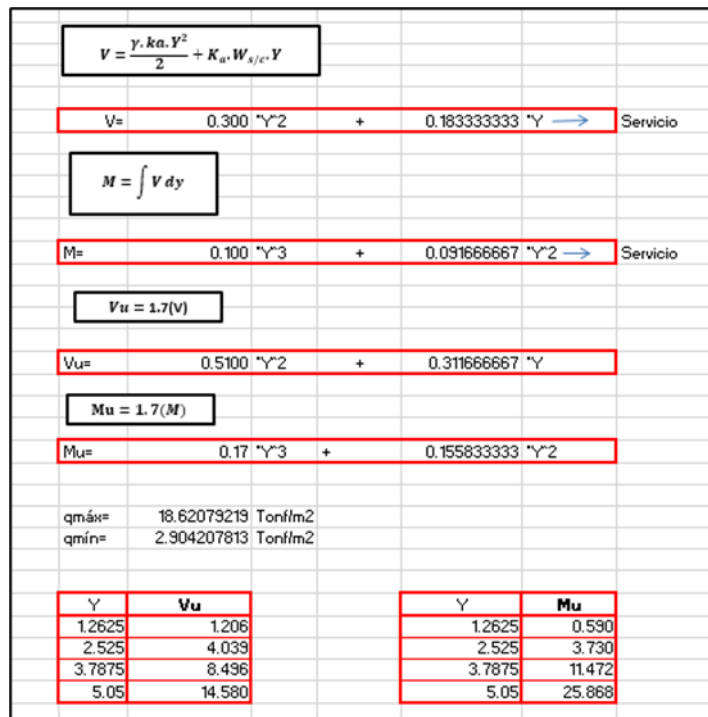 V = γ.ka.Y²/2 + Kₐ.W_s/c.Y
V= 0.300 *Y^2 + 0.183333333 *Y → Servicio
M = ∫ V dy
M= 0.100 *Y^3 + 0.091666667 *Y^2 → Servicio
Vu = 1.7(V)
Vu= 0.5100 *Y^2 + 0.311666667 *Y
Mu = 1.7(M)
Mu= 0.17 *Y^3 + 0.155833333 *Y^2
qmáx= 18.62079219 Tonf/m2
qmín= 2.904207813 Tonf/m2
Y Vu Y Mu
1.2625 1.206 1.2625 0.590
2.525 4.039 2.525 3.730
3.7875 8.496 3.7875 11.472
5.05 14.580 5.05 25.868